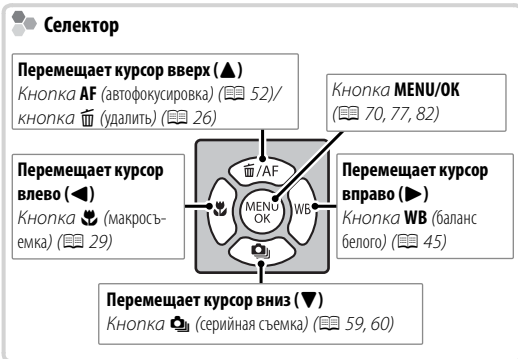 Селектор
Перемещает курсор вверх (▲)
Кнопка AF (автофокусировка) (📖 52)/
кнопка 🗑 (удалить) (📖 26)
Кнопка MENU/OK
(📖 70, 77, 82)
Перемещает курсор
влево (◀)
Кнопка 🌷 (макросъ-
емка) (📖 29)
🗑/AF
MENU
OK
WB
Перемещает курсор
вправо (▶)
Кнопка WB (баланс
белого) (📖 45)
Перемещает курсор вниз (▼)
Кнопка (серийная съемка) (📖 59, 60)